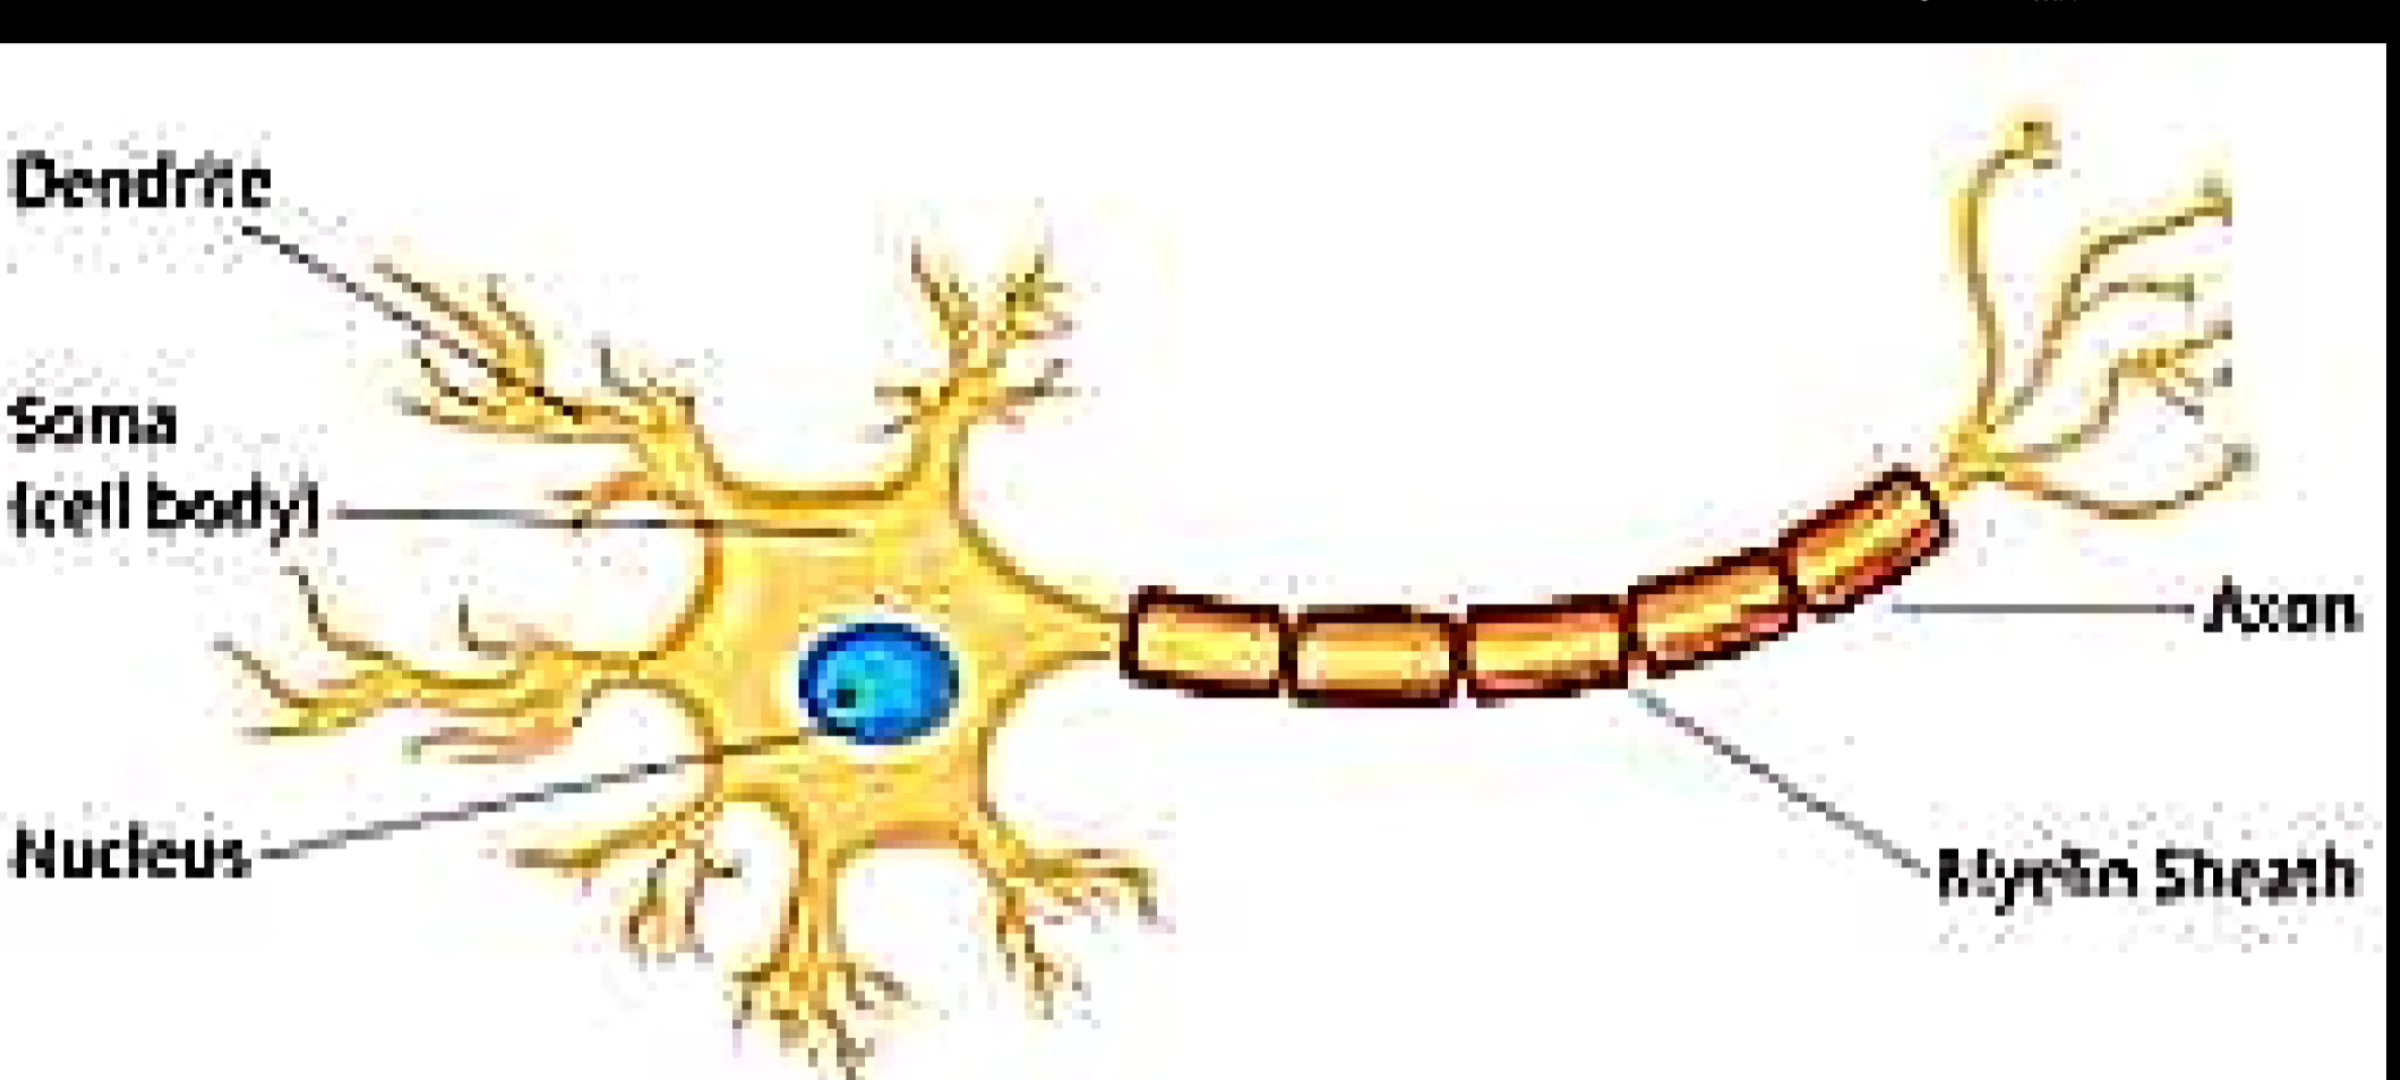 Dendrite
Soma
(cell body)
Nucleus
Axon
Myelin Sheath